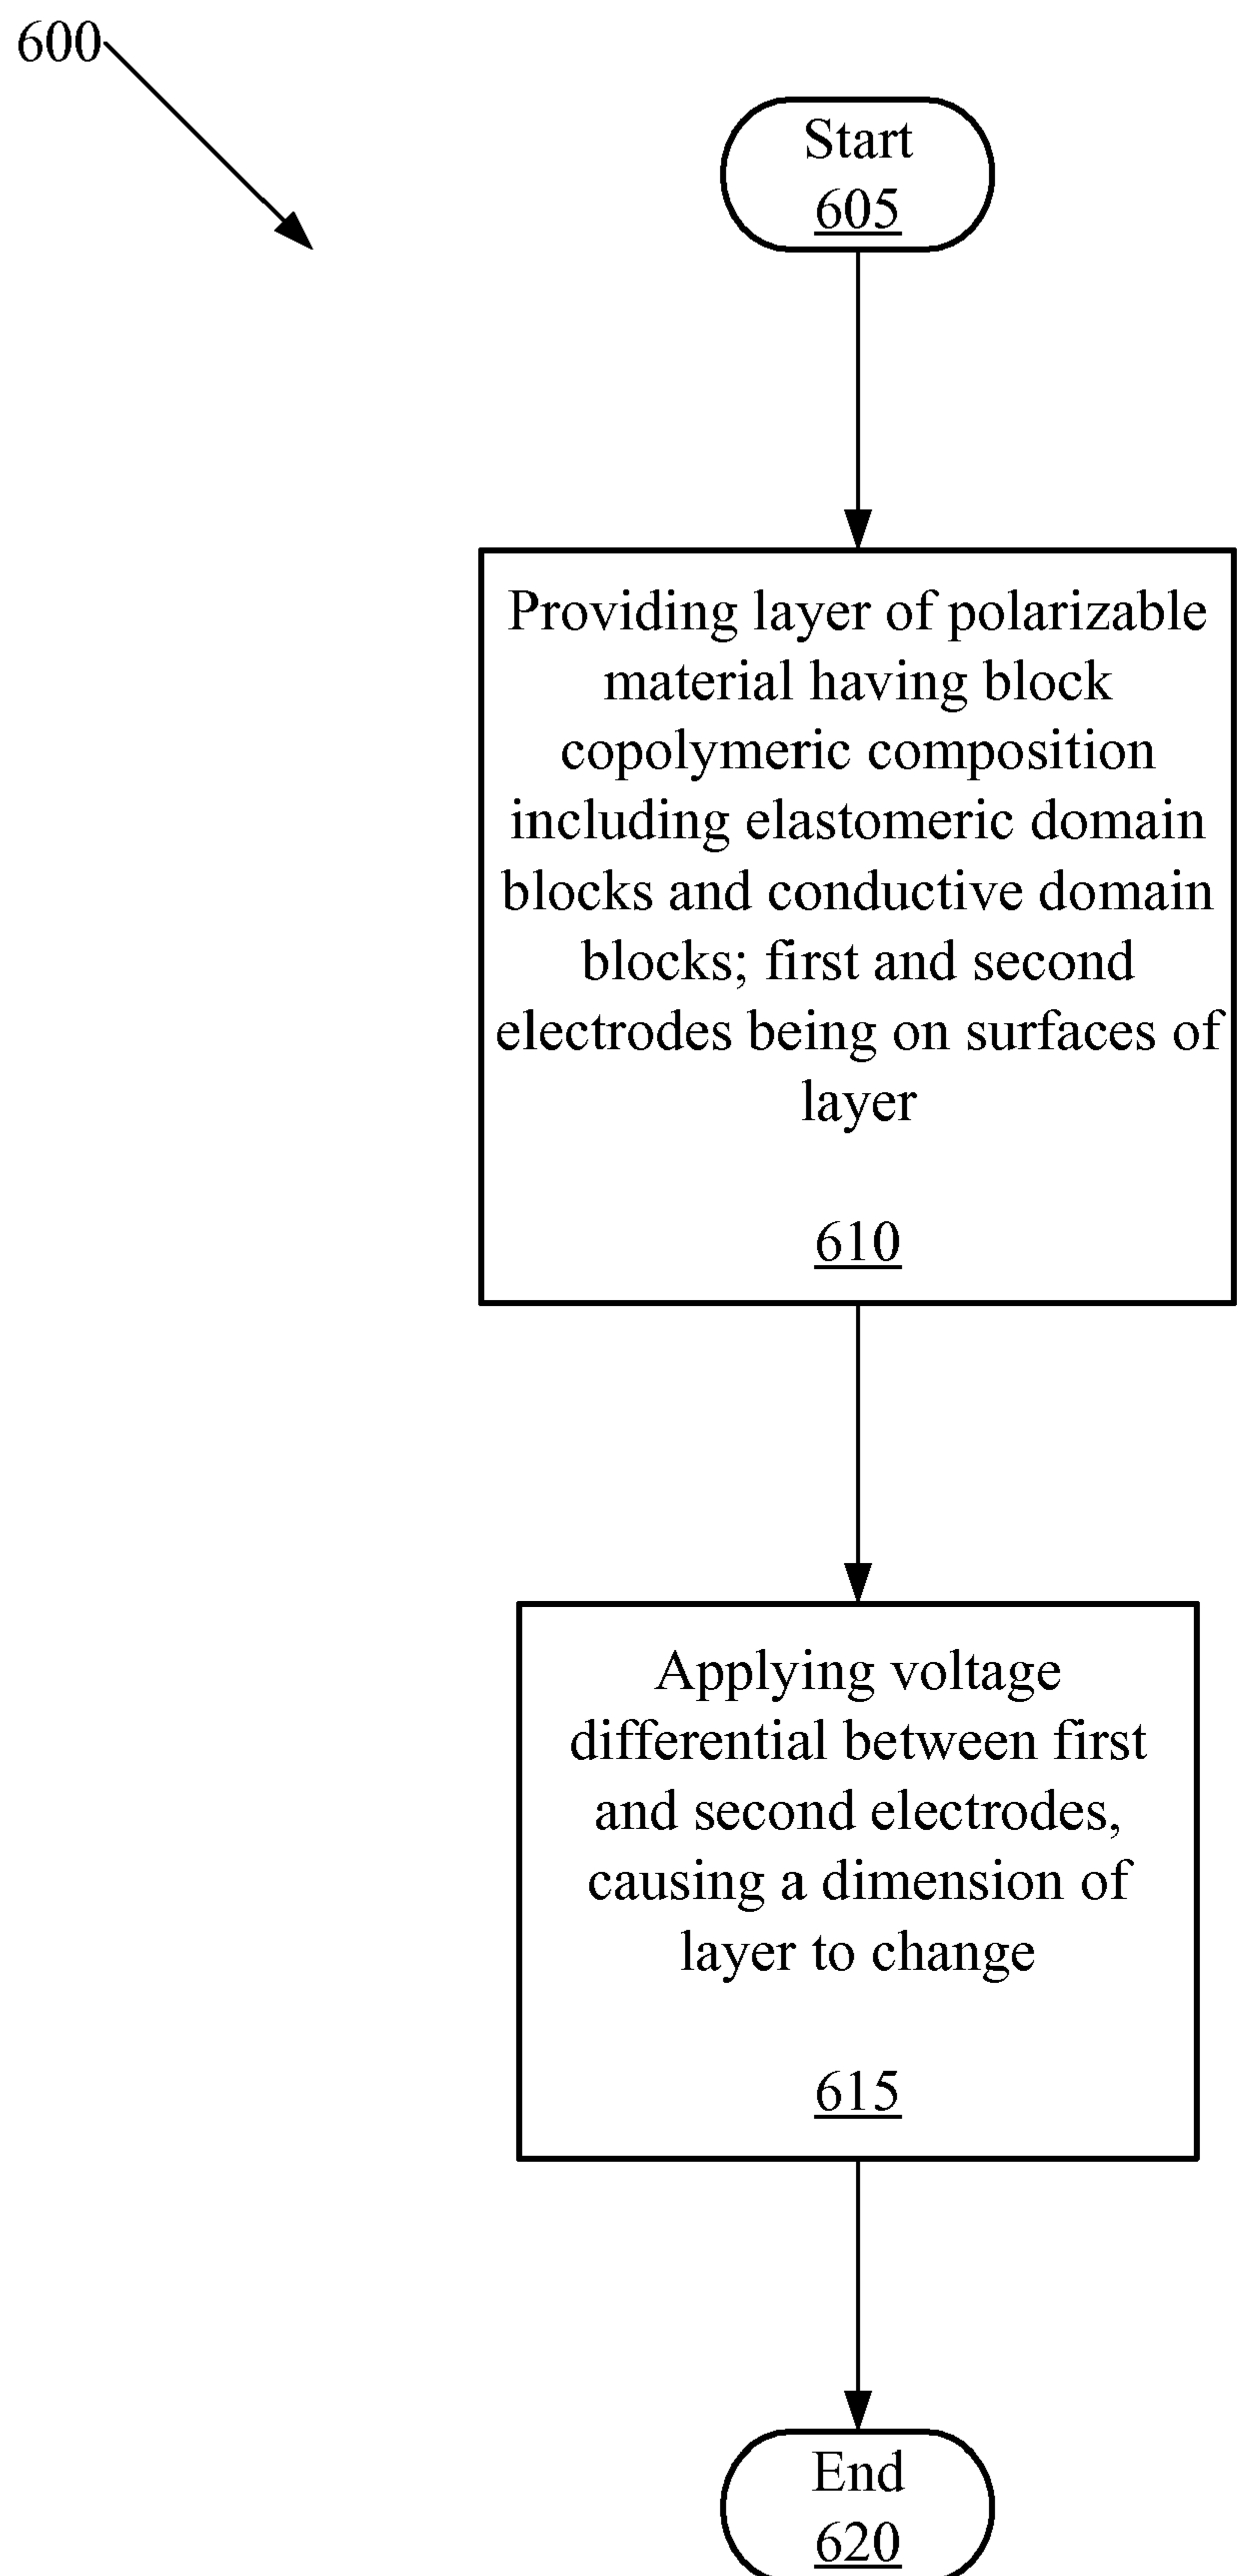 600
Start
605
Providing layer of polarizable
material having block
copolymeric composition
including elastomeric domain
blocks and conductive domain
blocks; first and second
electrodes being on surfaces of
layer
610
Applying voltage
differential between first
and second electrodes,
causing a dimension of
layer to change
615
End
620